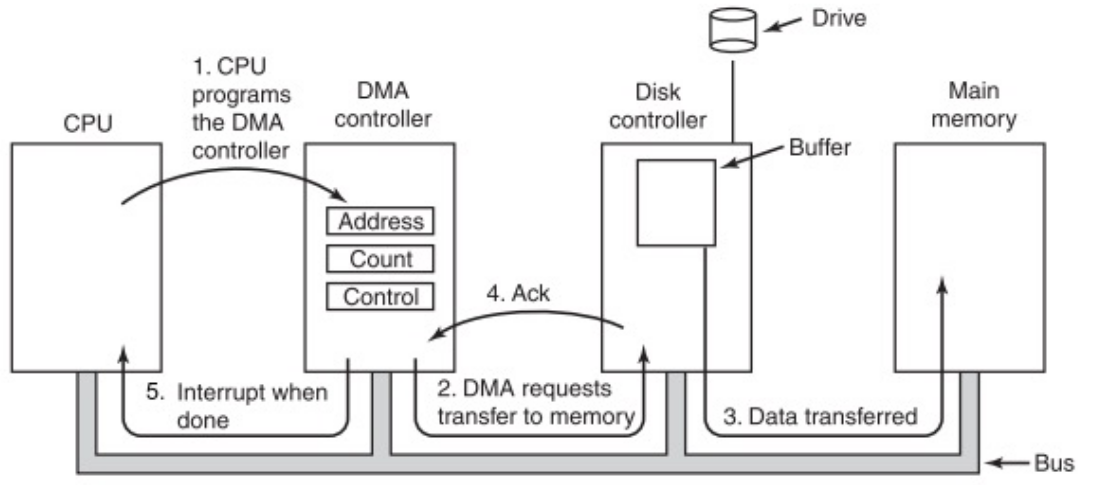 Drive
1. CPU
programs
the DMA
controller
CPU
DMA
controller
Disk
controller
Main
memory
Buffer
Address
Count
Control
4. Ack
5. Interrupt when
done
2. DMA requests
transfer to memory
3. Data transferred
Bus